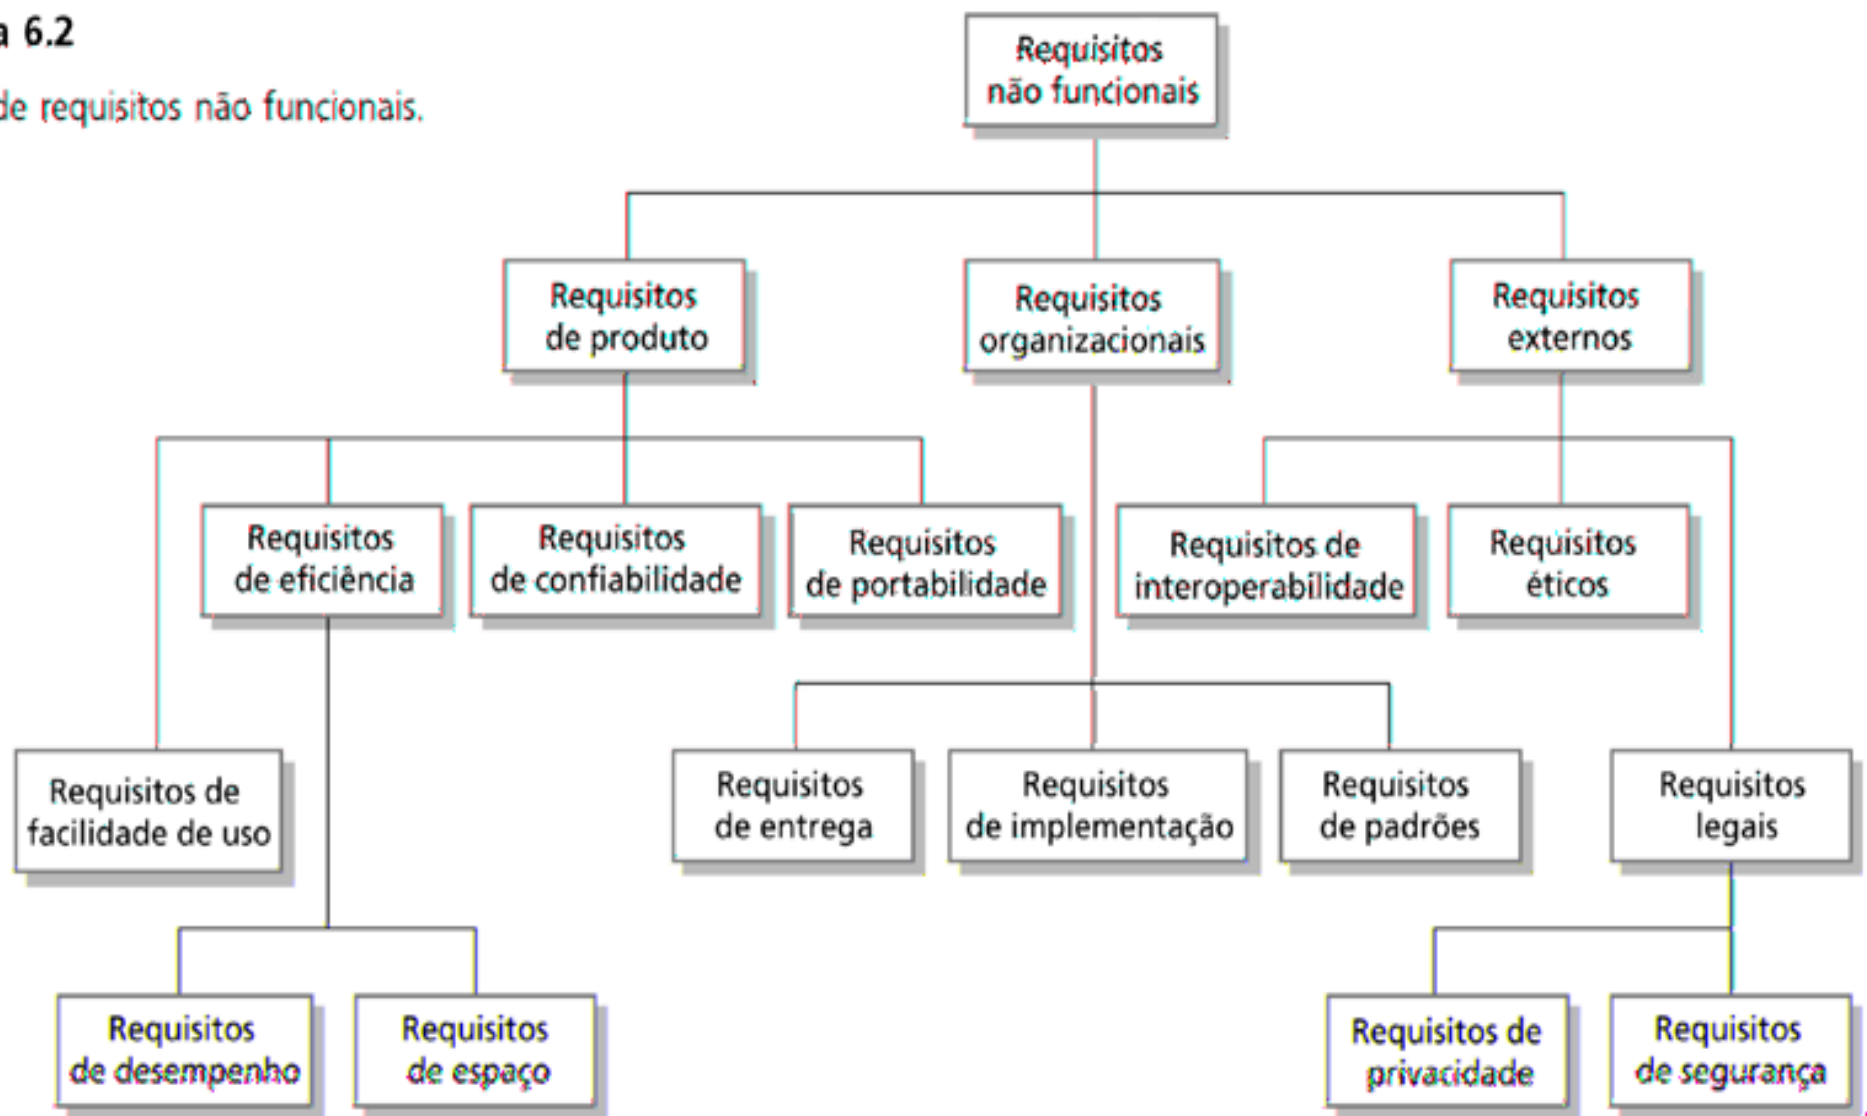 a 6.2
de requisitos não funcionais.
Requisitos
não funcionais
Requisitos
de produto
Requisitos
organizacionais
Requisitos
externos
Requisitos
de eficiência
Requisitos
de confiabilidade
Requisitos
de portabilidade
Requisitos de
interoperabilidade
Requisitos
éticos
Requisitos de
facilidade de uso
Requisitos
de entrega
Requisitos
de implementação
Requisitos
de padrões
Requisitos
legais
Requisitos
de desempenho
Requisitos
de espaço
Requisitos de
privacidade
Requisitos
de segurança